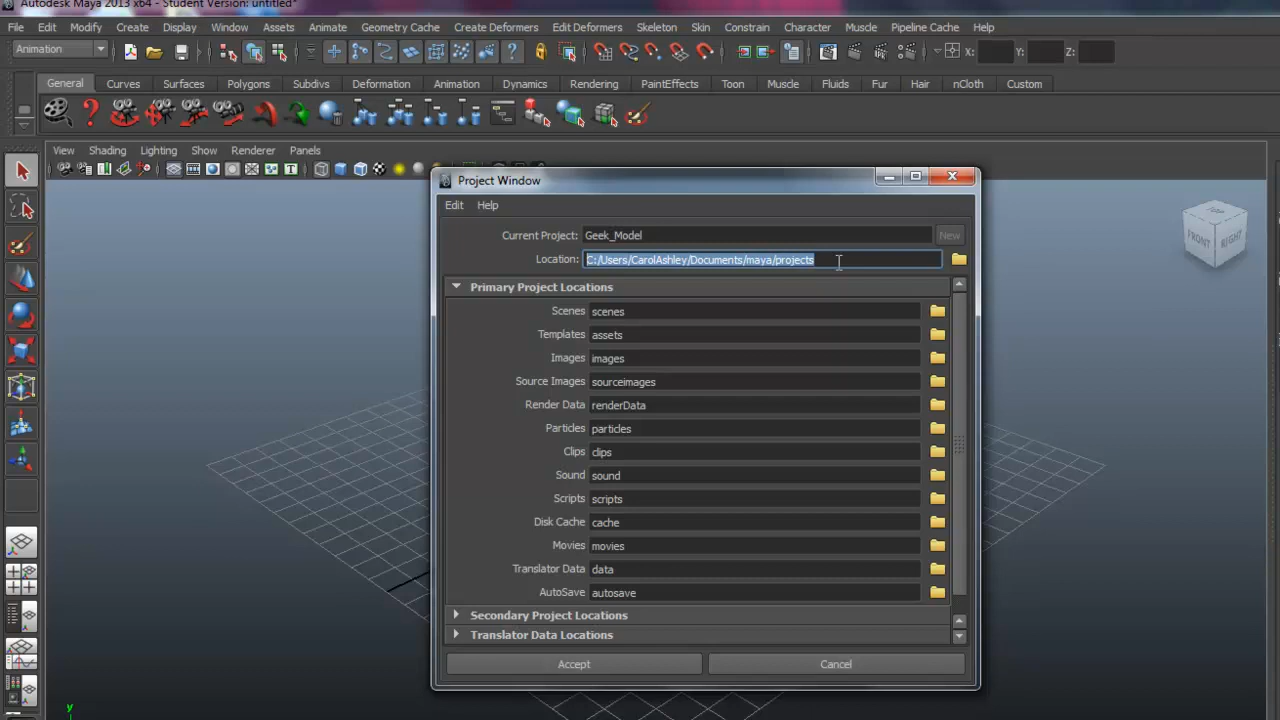 Autodesk Maya 2013 x64 - Student Version: untitled*
File Edit Modify Create Display Window Assets Animate Geometry Cache Create Deformers Edit Deformers Skeleton Skin Constrain Character Muscle Pipeline Cache Help
Animation X: Y: Z:
General Curves Surfaces Polygons Subdivs Deformation Animation Dynamics Rendering PaintEffects Toon Muscle Fluids Fur Hair nCloth Custom
View Shading Lighting Show Renderer Panels
Project Window
Edit Help
Current Project: Geek_Model New
Location: C:/Users/CarolAshley/Documents/maya/projects
Primary Project Locations
Scenes scenes
Templates assets
Images images
Source Images sourceimages
Render Data renderData
Particles particles
Clips clips
Sound sound
Scripts scripts
Disk Cache cache
Movies movies
Translator Data data
AutoSave autosave
Secondary Project Locations
Translator Data Locations
Accept Cancel
TOP
FRONT RIGHT
y